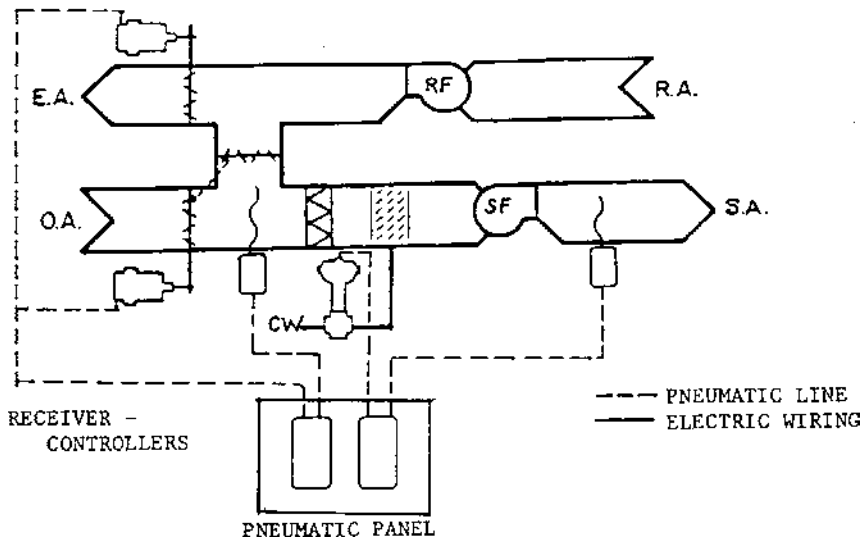 E.A.
RF
R.A.
O.A.
SF
S.A.
CW
RECEIVER -
CONTROLLERS
PNEUMATIC LINE
ELECTRIC WIRING
PNEUMATIC PANEL